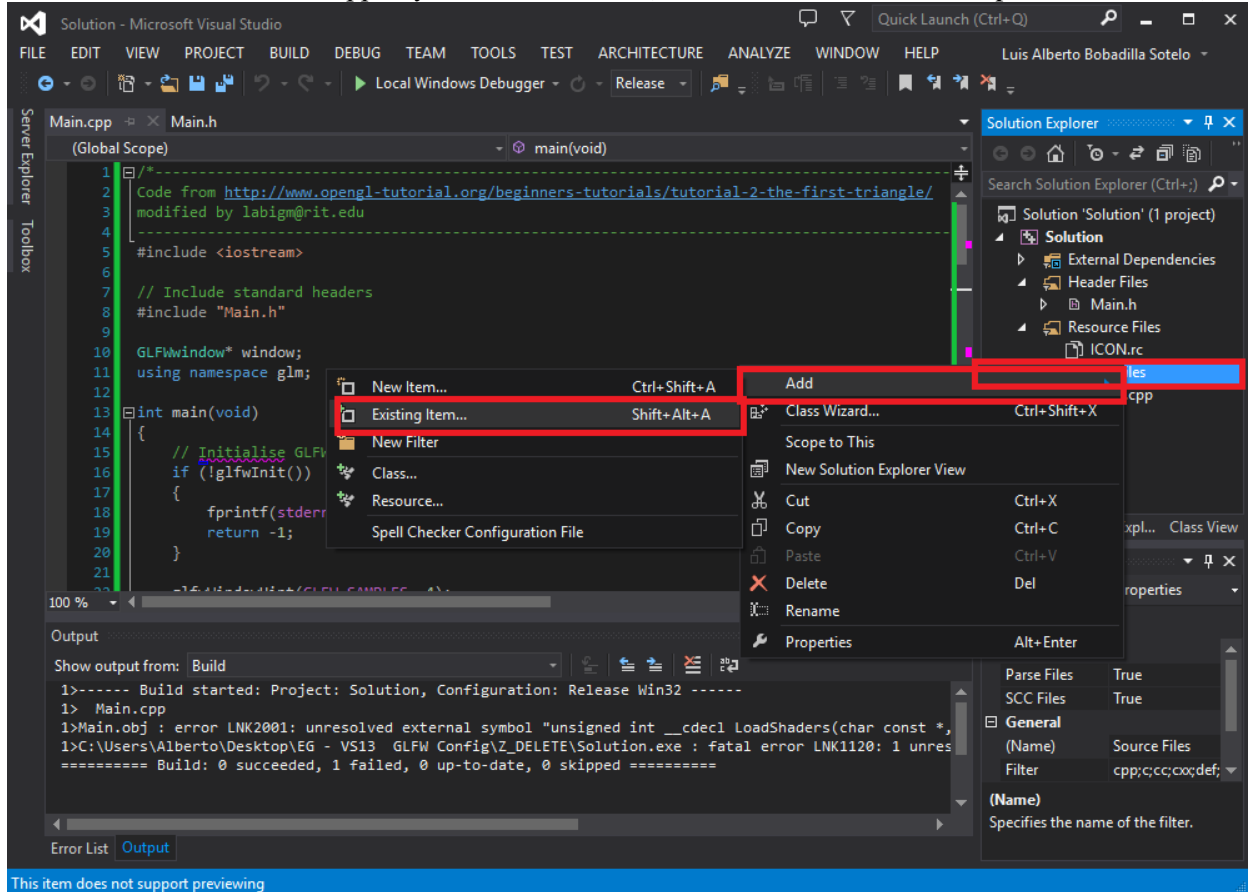 Solution - Microsoft Visual Studio
Quick Launch (Ctrl+Q)
FILE EDIT VIEW PROJECT BUILD DEBUG TEAM TOOLS TEST ARCHITECTURE ANALYZE WINDOW HELP
Luis Alberto Bobadilla Sotelo
Local Windows Debugger
Release
Server Explorer
Toolbox
Main.cpp
Main.h
(Global Scope)
main(void)
1 /*-----------------------------------------------------------------------------------------
2 Code from http://www.opengl-tutorial.org/beginners-tutorials/tutorial-2-the-first-triangle/
3 modified by labigm@rit.edu
4 -----------------------------------------------------------------------------------------
5 #include <iostream>
6
7 // Include standard headers
8 #include "Main.h"
9
10 GLFWwindow* window;
11 using namespace glm;
12
13 int main(void)
14 {
15 // Initialise GLFW
16 if (!glfwInit())
17 {
18 fprintf(stderr
19 return -1;
20 }
21
22 glfwWindowHint(GLFW_SAMPLES, 4);
100 %
New Item... Ctrl+Shift+A
Existing Item... Shift+Alt+A
New Filter
Class...
Resource...
Spell Checker Configuration File
Add
Class Wizard... Ctrl+Shift+X
Scope to This
New Solution Explorer View
Cut Ctrl+X
Copy Ctrl+C
Paste Ctrl+V
Delete Del
Rename
Properties Alt+Enter
Solution Explorer
Search Solution Explorer (Ctrl+;)
Solution 'Solution' (1 project)
Solution
External Dependencies
Header Files
Main.h
Resource Files
ICON.rc
iles
cpp
xpl... Class View
roperties
Parse Files True
SCC Files True
General
(Name) Source Files
Filter cpp;c;cc;cxx;def;
(Name)
Specifies the name of the filter.
Output
Show output from: Build
1>------ Build started: Project: Solution, Configuration: Release Win32 ------
1> Main.cpp
1>Main.obj : error LNK2001: unresolved external symbol "unsigned int __cdecl LoadShaders(char const *,
1>C:\Users\Alberto\Desktop\EG - VS13 GLFW Config\Z_DELETE\Solution.exe : fatal error LNK1120: 1 unres
========== Build: 0 succeeded, 1 failed, 0 up-to-date, 0 skipped ==========
Error List Output
This item does not support previewing